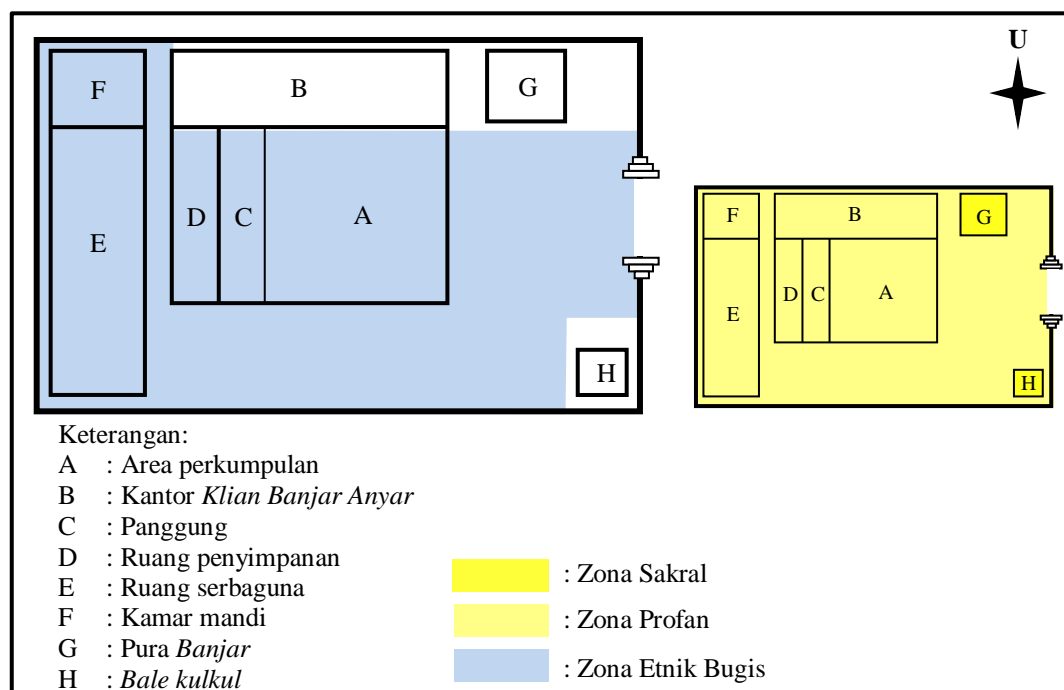 U
F
B
G
D
C
A
E
H
F
B
G
D
C
A
E
H
Keterangan:
A : Area perkumpulan
B : Kantor Klian Banjar Anyar
C : Panggung
D : Ruang penyimpanan
E : Ruang serbaguna
F : Kamar mandi
G : Pura Banjar
H : Bale kulkul
: Zona Sakral
: Zona Profan
: Zona Etnik Bugis